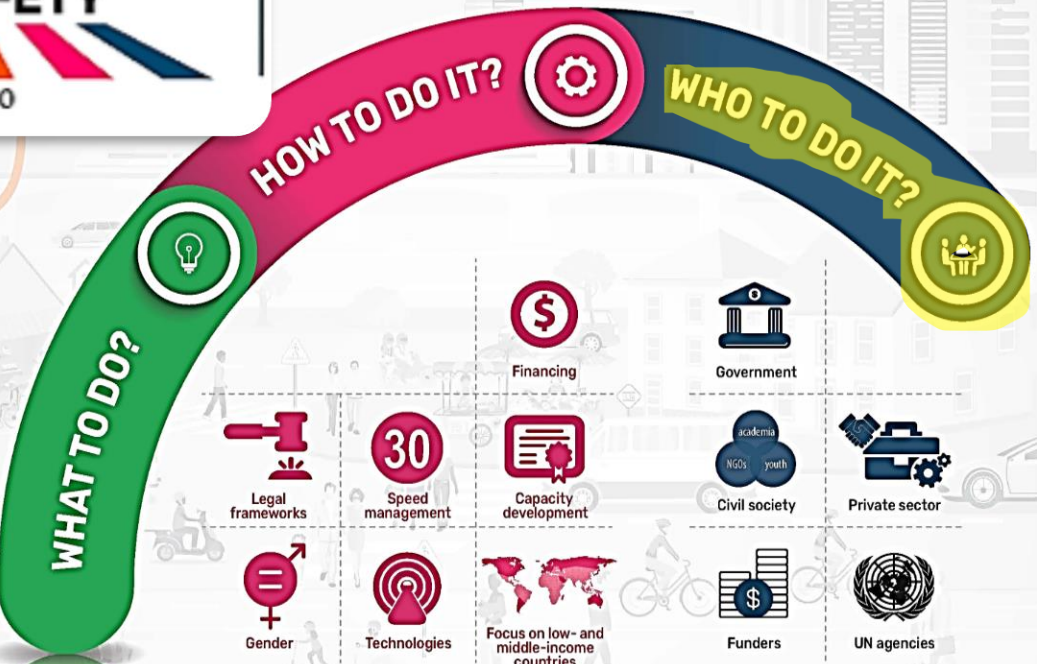 WHAT TO DO?
HOW TO DO IT?
WHO TO DO IT?
$
Financing
$
Government
Legal
frameworks
30
Speed
management
Capacity
development
academia
NGOs youth
Civil society
Private sector
Gender
Technologies
Focus on low- and
middle-income
countries
$
Funders
UN agencies